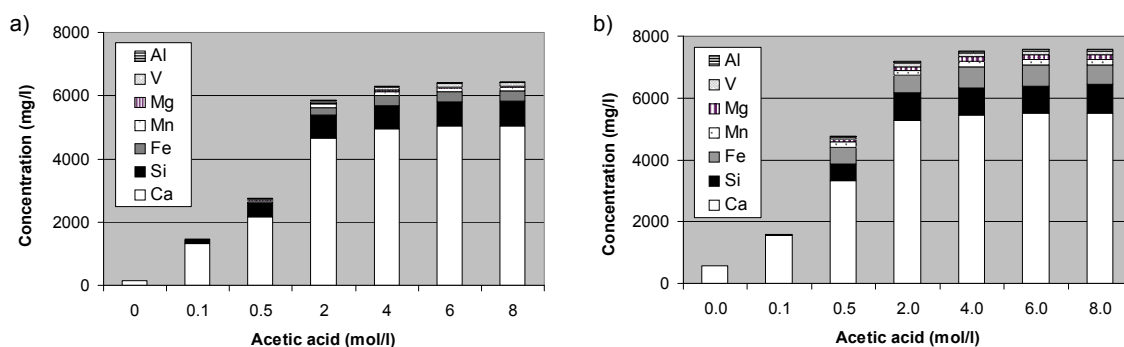 a)
8000
6000
4000
2000
0
Concentration (mg/l)
Al
V
Mg
Mn
Fe
Si
Ca
0 0.1 0.5 2 4 6 8
Acetic acid (mol/l)
b)
8000
6000
4000
2000
0
Concentration (mg/l)
Al
V
Mg
Mn
Fe
Si
Ca
0.0 0.1 0.5 2.0 4.0 6.0 8.0
Acetic acid (mol/l)